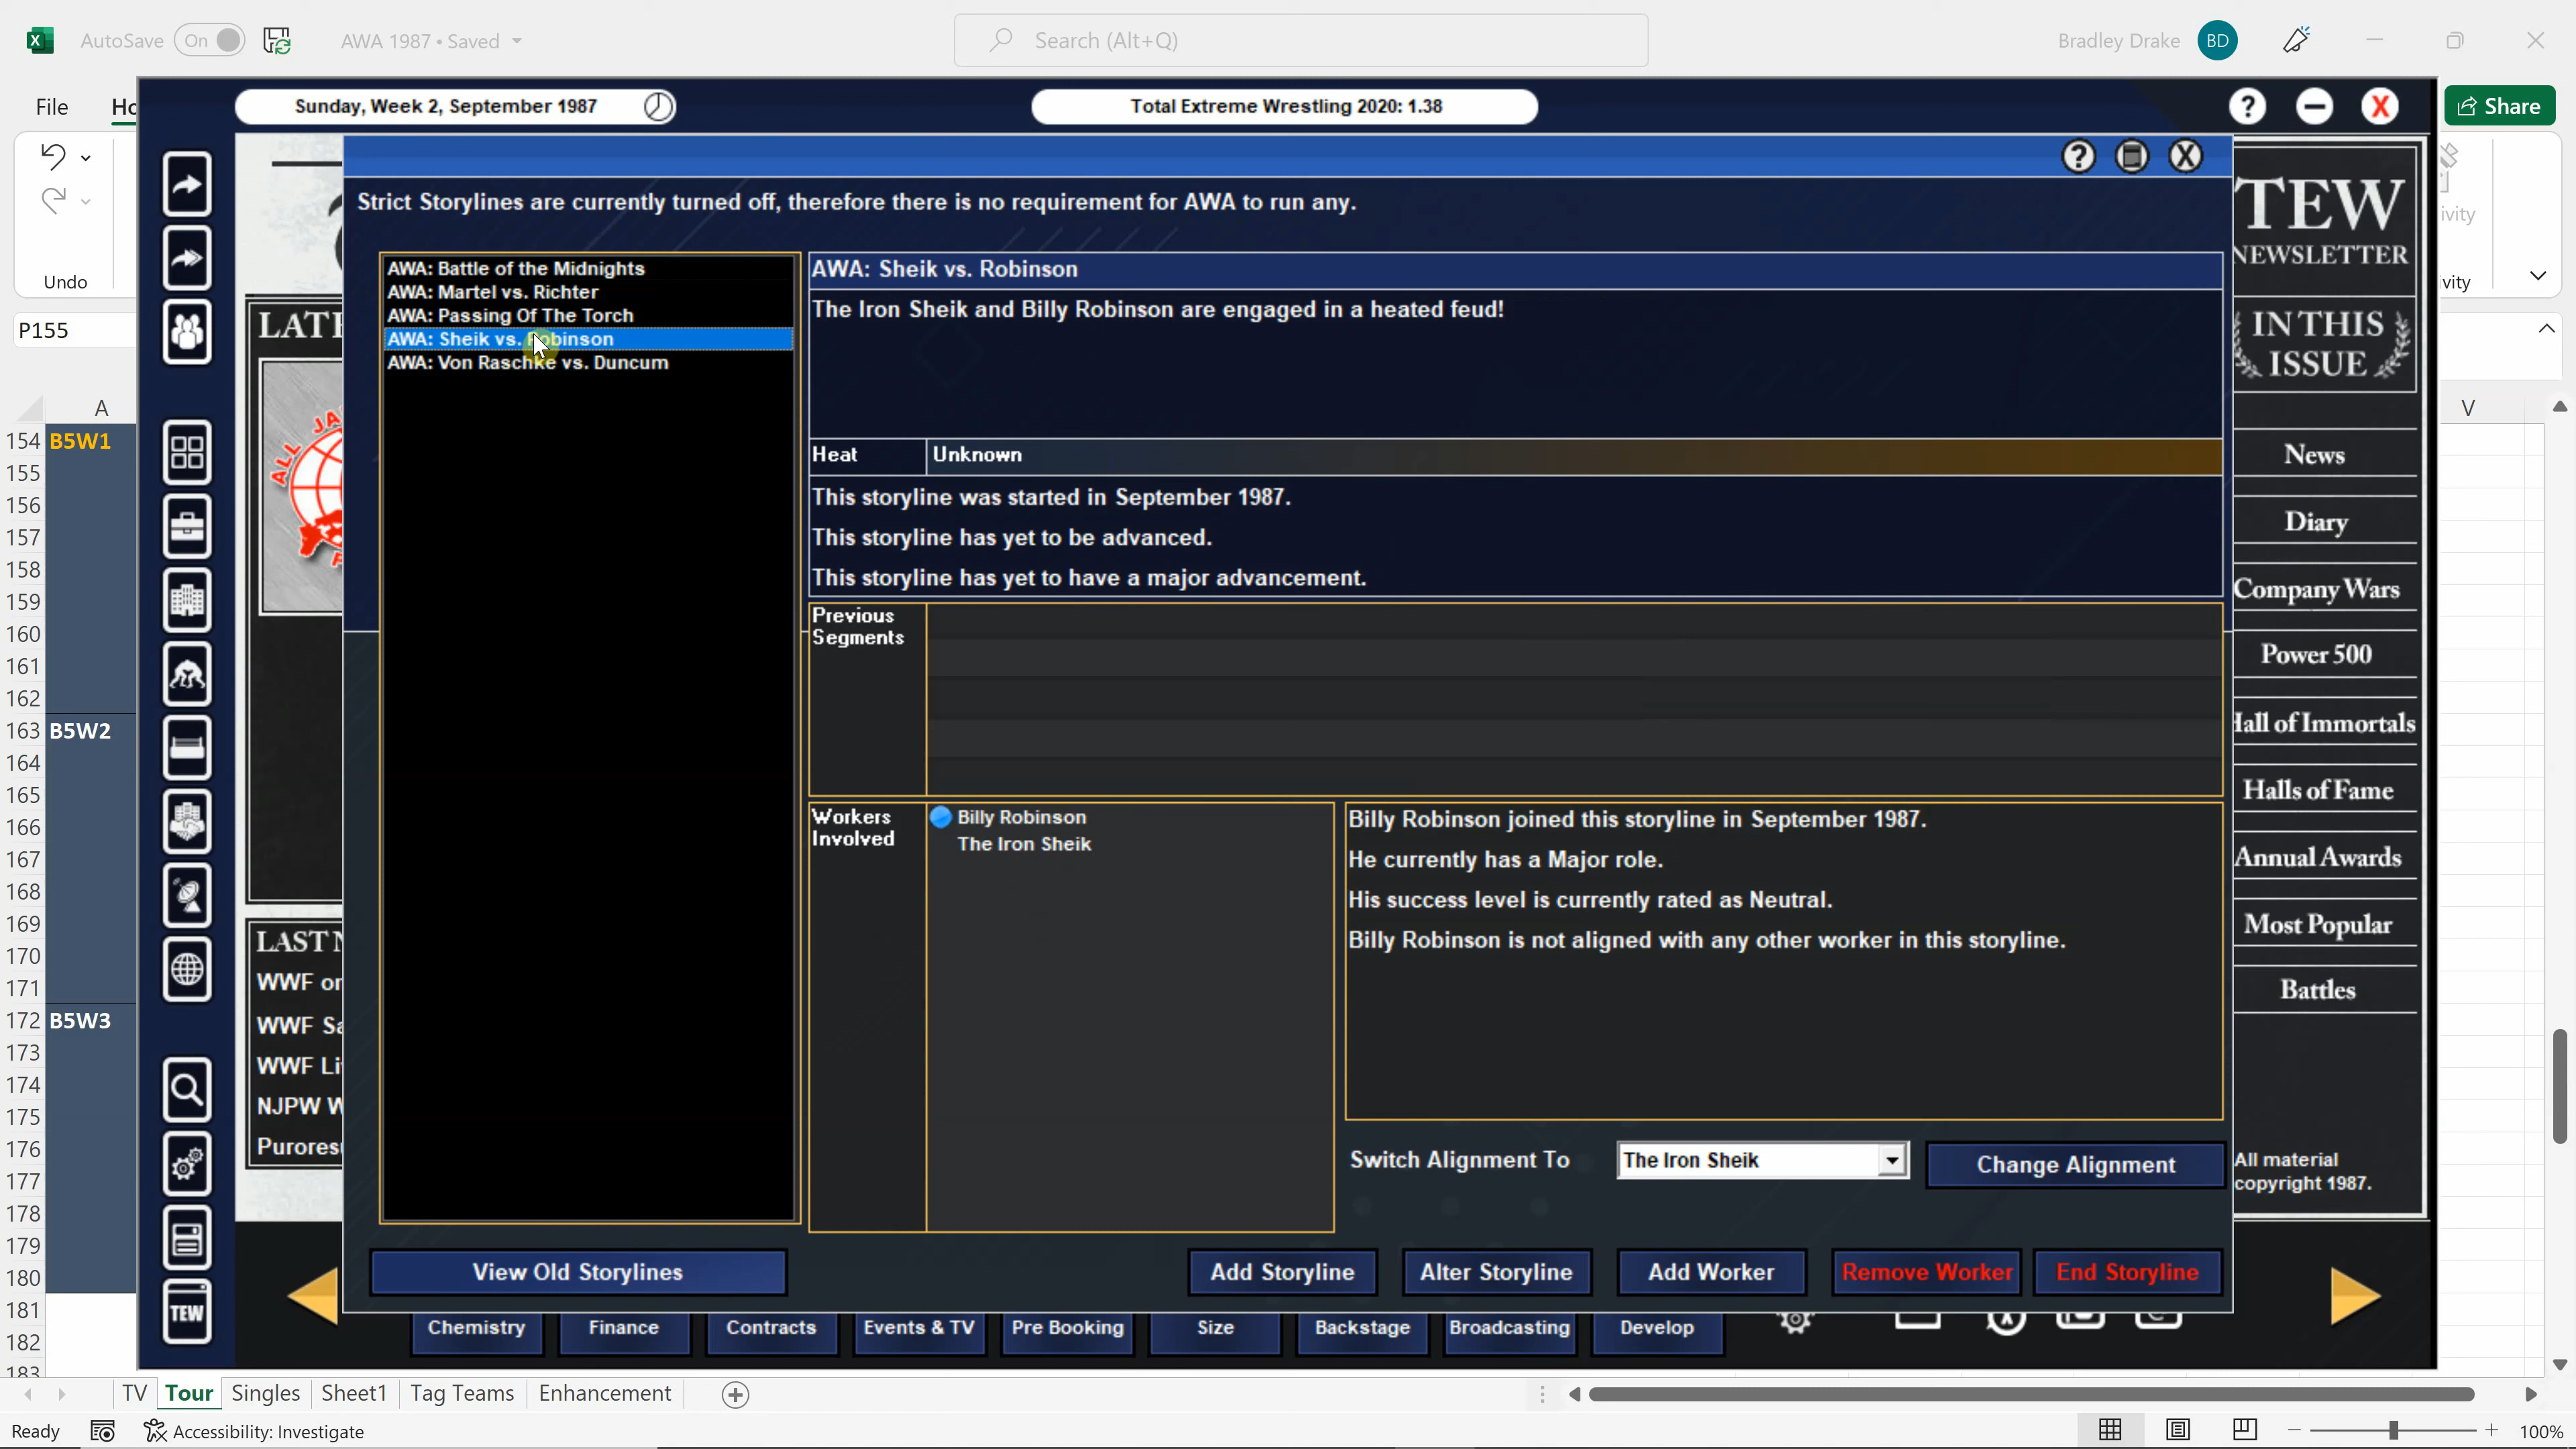 AutoSave On
AWA 1987 • Saved
Search (Alt+Q)
Bradley Drake BD
File
Share
Sunday, Week 2, September 1987
Total Extreme Wrestling 2020: 1.38
? X
? X
Undo
P155
Strict Storylines are currently turned off, therefore there is no requirement for AWA to run any.
AWA: Battle of the Midnights
AWA: Martel vs. Richter
AWA: Passing Of The Torch
AWA: Sheik vs. Robinson
AWA: Von Raschke vs. Duncum
AWA: Sheik vs. Robinson
The Iron Sheik and Billy Robinson are engaged in a heated feud!
Heat Unknown
This storyline was started in September 1987.
This storyline has yet to be advanced.
This storyline has yet to have a major advancement.
Previous
Segments
Workers
Involved
Billy Robinson
The Iron Sheik
Billy Robinson joined this storyline in September 1987.
He currently has a Major role.
His success level is currently rated as Neutral.
Billy Robinson is not aligned with any other worker in this storyline.
Switch Alignment To The Iron Sheik Change Alignment
View Old Storylines Add Storyline Alter Storyline Add Worker Remove Worker End Storyline
Chemistry Finance Contracts Events & TV Pre Booking Size Backstage Broadcasting Develop
TEW
NEWSLETTER
IN THIS
ISSUE
News
Diary
Company Wars
Power 500
Hall of Immortals
Halls of Fame
Annual Awards
Most Popular
Battles
All material
copyright 1987.
TEW
A
V
154 B5W1
155
156
157
158
159
160
161
162
163 B5W2
164
165
166
167
168
169
170
171
172 B5W3
173
174
175
176
177
178
179
180
181
182
183
WWF
WWF
WWF
NJPW
TV Tour Singles Sheet1 Tag Teams Enhancement
Ready Accessibility: Investigate
100%